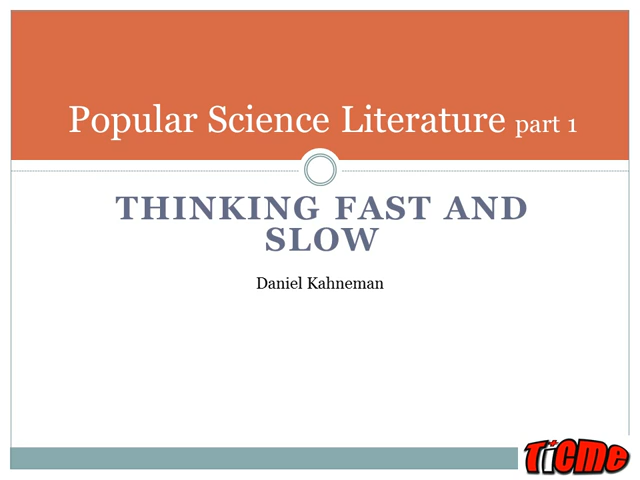 Popular Science Literature part 1
THINKING FAST AND
SLOW
Daniel Kahneman
TiCMe